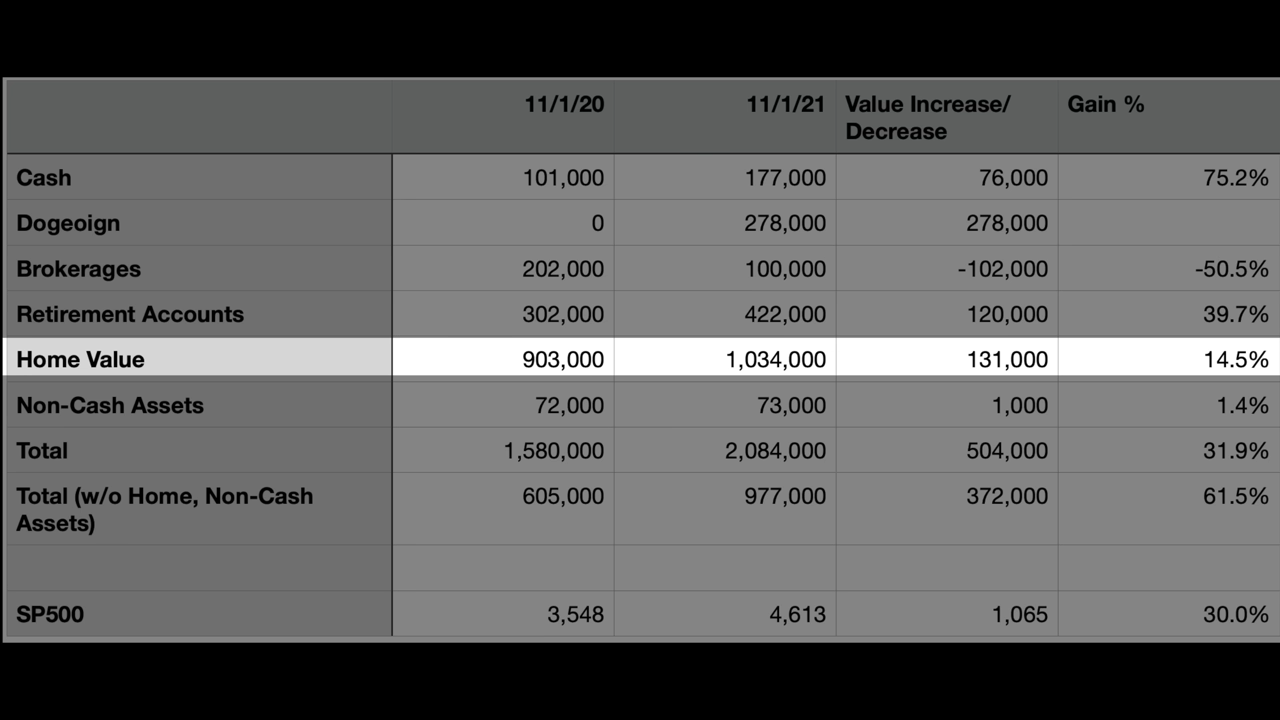 11/1/20 11/1/21 Value Increase/ Gain %
Decrease
Cash 101,000 177,000 76,000 75.2%
Dogeoign 0 278,000 278,000
Brokerages 202,000 100,000 -102,000 -50.5%
Retirement Accounts 302,000 422,000 120,000 39.7%
Home Value 903,000 1,034,000 131,000 14.5%
Non-Cash Assets 72,000 73,000 1,000 1.4%
Total 1,580,000 2,084,000 504,000 31.9%
Total (w/o Home, Non-Cash 605,000 977,000 372,000 61.5%
Assets)
SP500 3,548 4,613 1,065 30.0%